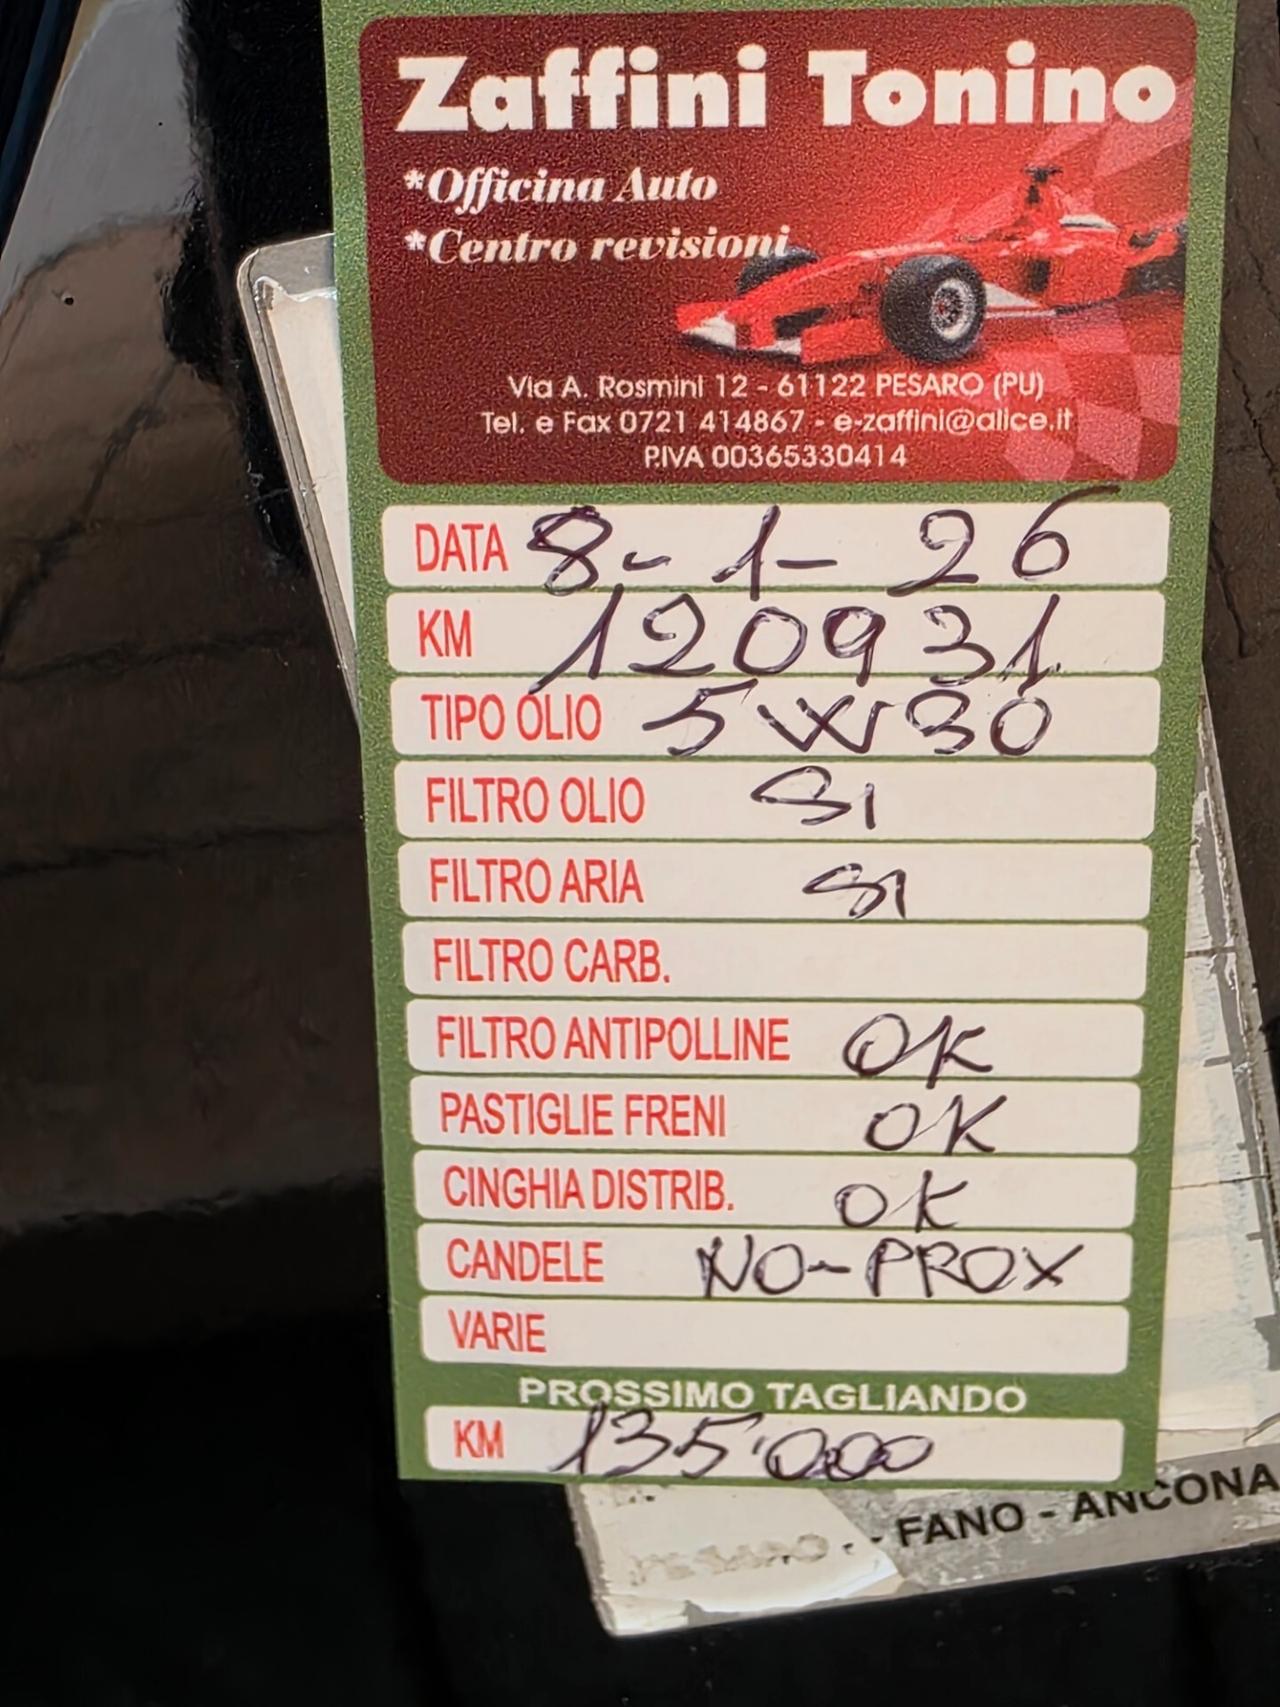 Zaffini Tonino
*Officina Auto
*Centro revisioni
Via A. Rosmini 12 - 61122 PESARO (PU)
Tel. e Fax 0721 414867 - e-zaffini@alice.it
P.IVA 00365330414
DATA 8-1-26
KM 120931
TIPO OLIO 5W30
FILTRO OLIO SI
FILTRO ARIA SI
FILTRO CARB.
FILTRO ANTIPOLLINE OK
PASTIGLIE FRENI OK
CINGHIA DISTRIB. OK
CANDELE NO-PROX
VARIE
PROSSIMO TAGLIANDO
KM 135'000
- FANO - ANCONA